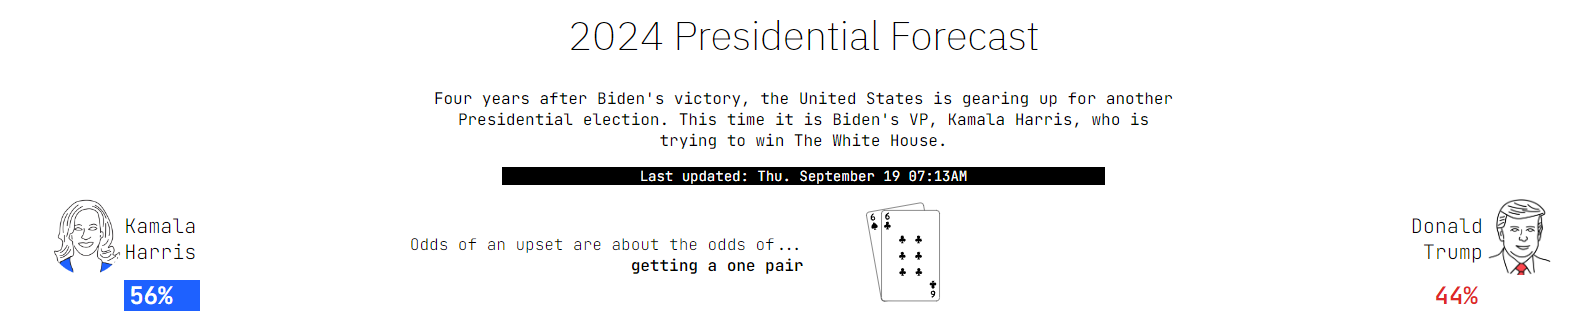 2024 Presidential Forecast
Four years after Biden's victory, the United States is gearing up for another
Presidential election. This time it is Biden's VP, Kamala Harris, who is
trying to win The White House.
Last updated: Thu. September 19 07:13AM
Kamala
Harris
56%
Odds of an upset are about the odds of...
getting a one pair
6
6
6
Donald
Trump
44%